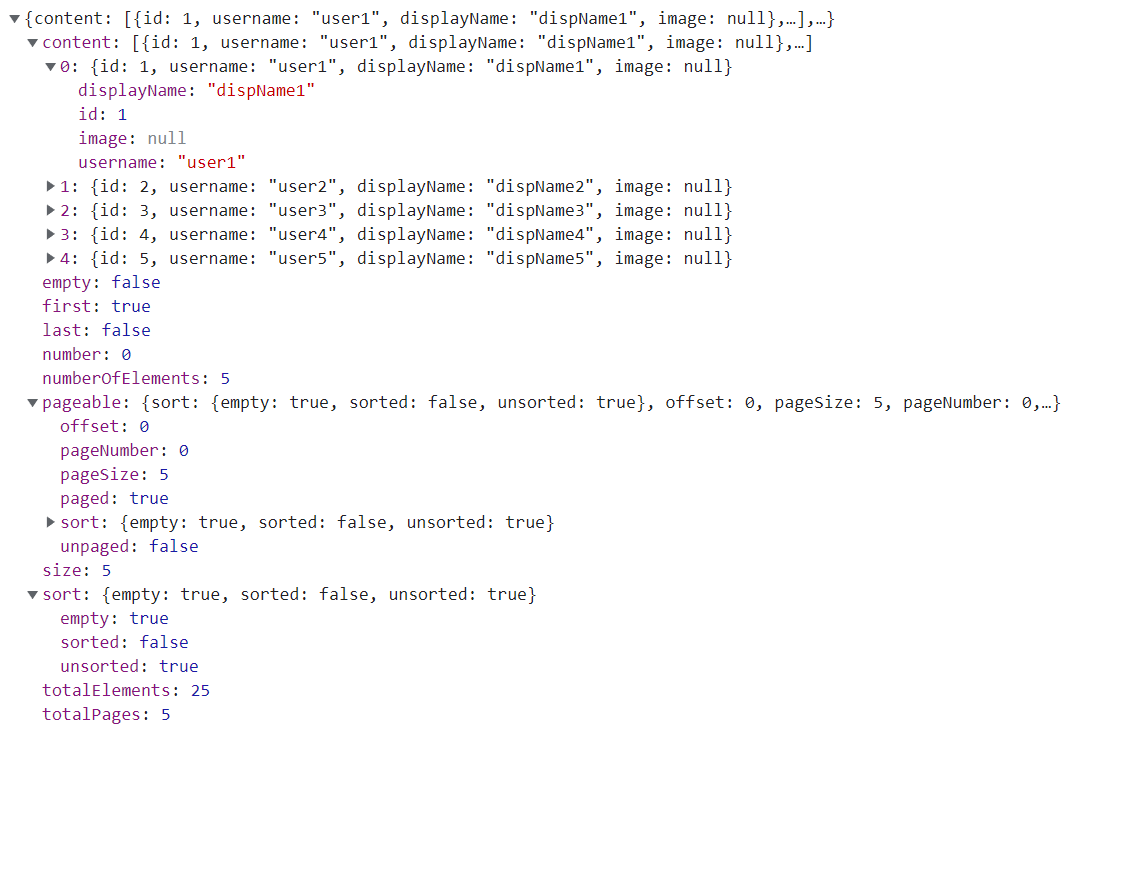 ▼{content: [{id: 1, username: "user1", displayName: "dispName1", image: null},…],…}
▼content: [{id: 1, username: "user1", displayName: "dispName1", image: null},…]
▼0: {id: 1, username: "user1", displayName: "dispName1", image: null}
displayName: "dispName1"
id: 1
image: null
username: "user1"
▶1: {id: 2, username: "user2", displayName: "dispName2", image: null}
▶2: {id: 3, username: "user3", displayName: "dispName3", image: null}
▶3: {id: 4, username: "user4", displayName: "dispName4", image: null}
▶4: {id: 5, username: "user5", displayName: "dispName5", image: null}
empty: false
first: true
last: false
number: 0
numberOfElements: 5
▼pageable: {sort: {empty: true, sorted: false, unsorted: true}, offset: 0, pageSize: 5, pageNumber: 0,…}
offset: 0
pageNumber: 0
pageSize: 5
paged: true
▶sort: {empty: true, sorted: false, unsorted: true}
unpaged: false
size: 5
▼sort: {empty: true, sorted: false, unsorted: true}
empty: true
sorted: false
unsorted: true
totalElements: 25
totalPages: 5